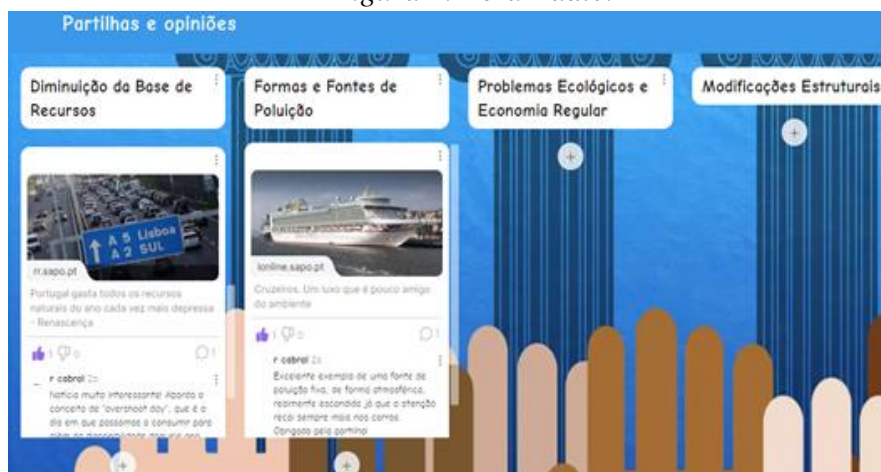 Partilhas e opiniões
Diminuição da Base de
Recursos
A 5 Lisboa
A 2 SUL
rr.sapo.pt
Portugal gasta todos os recursos
naturais do ano cada vez mais depressa
- Renascença
1 0 1
r cabral 2a
Notícia muito interessante! Aborda o
conceito de "overshoot day", que é o
dia em que passamos a consumir para
Formas e Fontes de
Poluição
ionline.sapo.pt
Cruzeiros. Um luxo que é pouco amigo
do ambiente
1 0 1
r cabral 2a
Excelente exemplo de uma fonte de
poluição fixa, de forma atmosférica,
realmente escondida já que a atenção
recai sempre mais nos carros.
Obrigada pela partilha!
Problemas Ecológicos e
Economia Regular
Modificações Estruturais